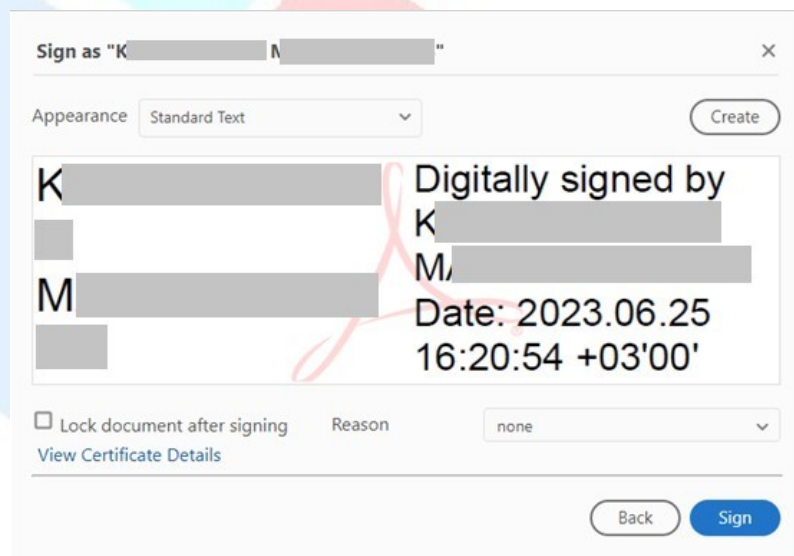 Sign as "K M "
Appearance Standard Text Create
K
M
Digitally signed by
K
MA
Date: 2023.06.25
16:20:54 +03'00'
Lock document after signing Reason none
View Certificate Details
Back Sign